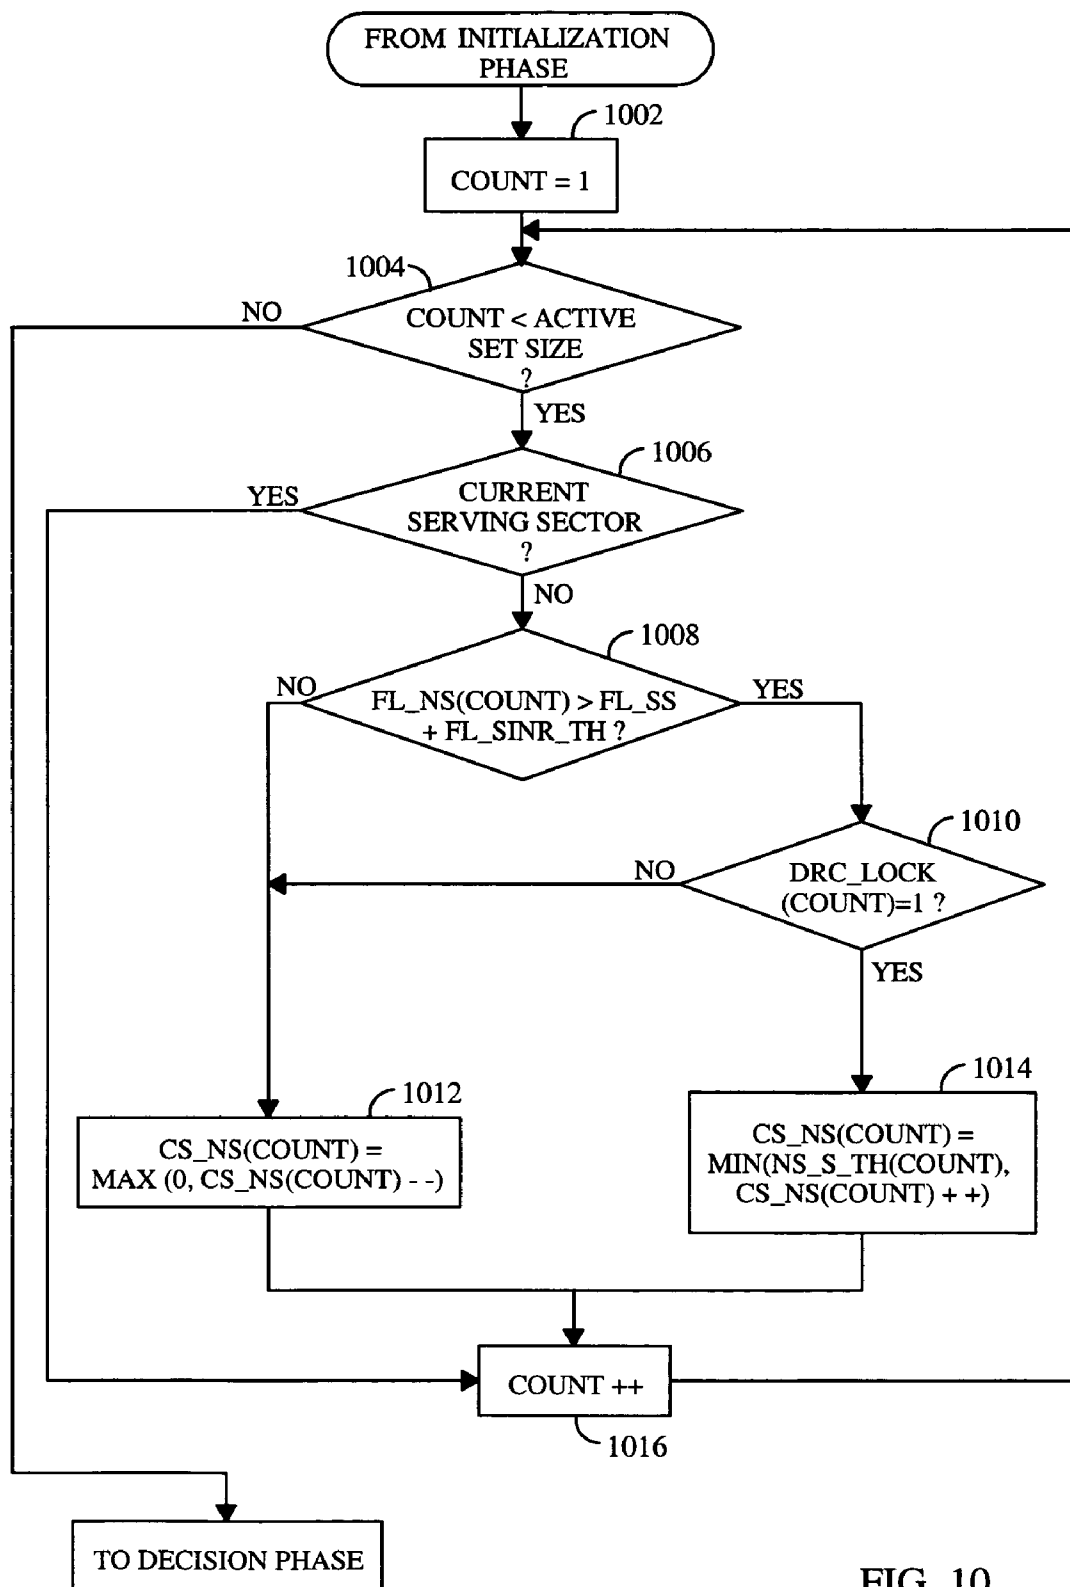 FROM INITIALIZATION
PHASE
1002
COUNT = 1
1004
NO
COUNT < ACTIVE
SET SIZE
?
YES
1006
YES
CURRENT
SERVING SECTOR
?
NO
1008
NO
FL_NS(COUNT) > FL_SS
+ FL_SINR_TH ?
YES
1010
NO
DRC_LOCK
(COUNT)=1 ?
YES
1012
CS_NS(COUNT) =
MAX (0, CS_NS(COUNT) - -)
1014
CS_NS(COUNT) =
MIN(NS_S_TH(COUNT),
CS_NS(COUNT) + +)
COUNT ++
1016
TO DECISION PHASE
FIG. 10